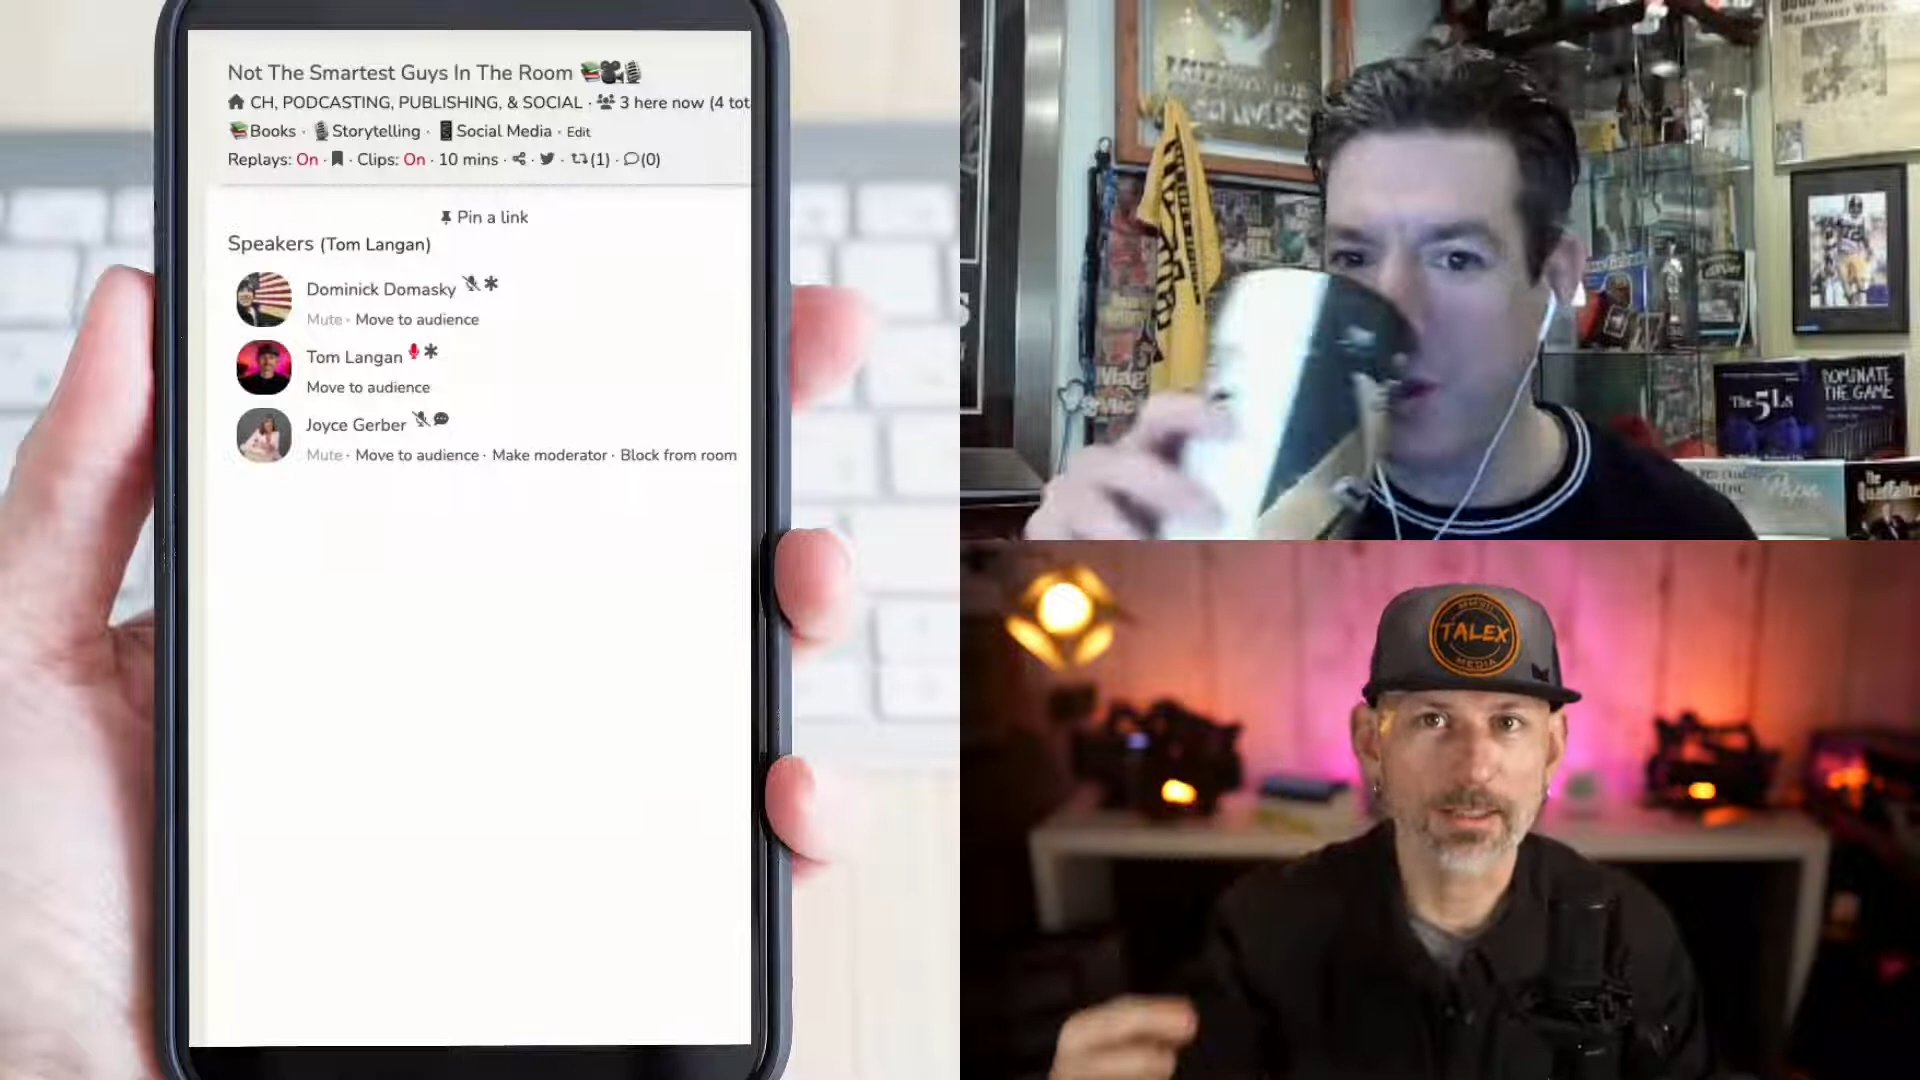 Not The Smartest Guys In The Room
CH, PODCASTING, PUBLISHING, & SOCIAL · 3 here now (4 tot
Books · Storytelling · Social Media · Edit
Replays: On · Clips: On · 10 mins · (1) · (0)
Pin a link
Speakers (Tom Langan)
Dominick Domasky
Mute · Move to audience
Tom Langan
Move to audience
Joyce Gerber
Mute · Move to audience · Make moderator · Block from room
The 5Ls
DOMINATE
THE GAME
Papa
The
TALEX
MEDIA